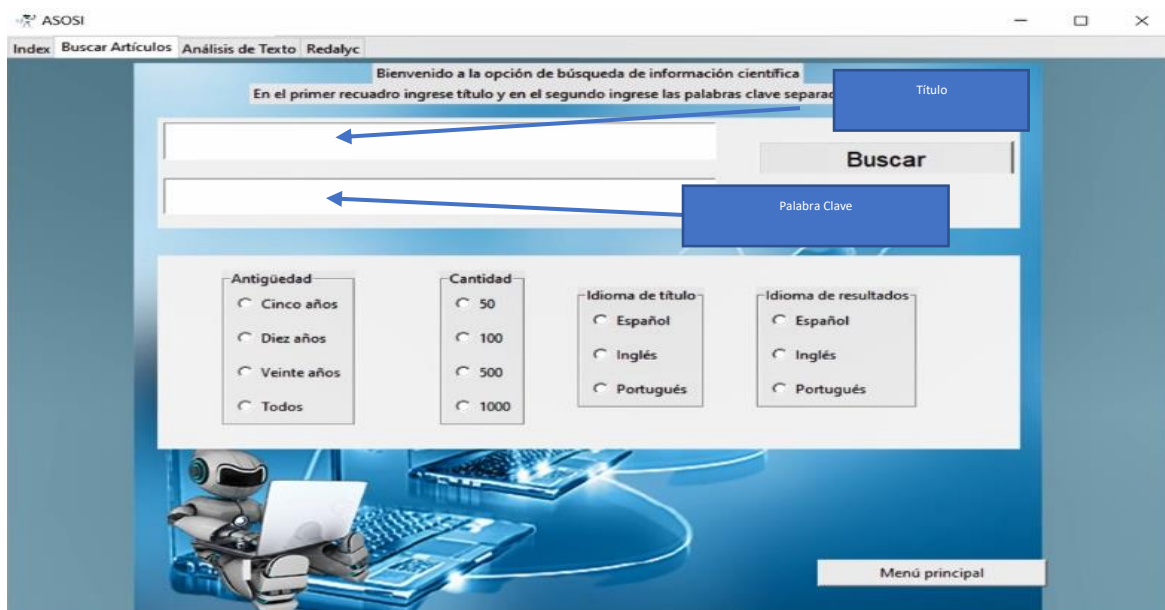 ASOSI
Index Buscar Artículos Análisis de Texto Redalyc
Bienvenido a la opción de búsqueda de información científica
En el primer recuadro ingrese título y en el segundo ingrese las palabras clave
Título
Buscar
Palabra Clave
Antigüedad
Cinco años
Diez años
Veinte años
Todos
Cantidad
50
100
500
1000
Idioma de título
Español
Inglés
Portugués
Idioma de resultados
Español
Inglés
Portugués
Menú principal